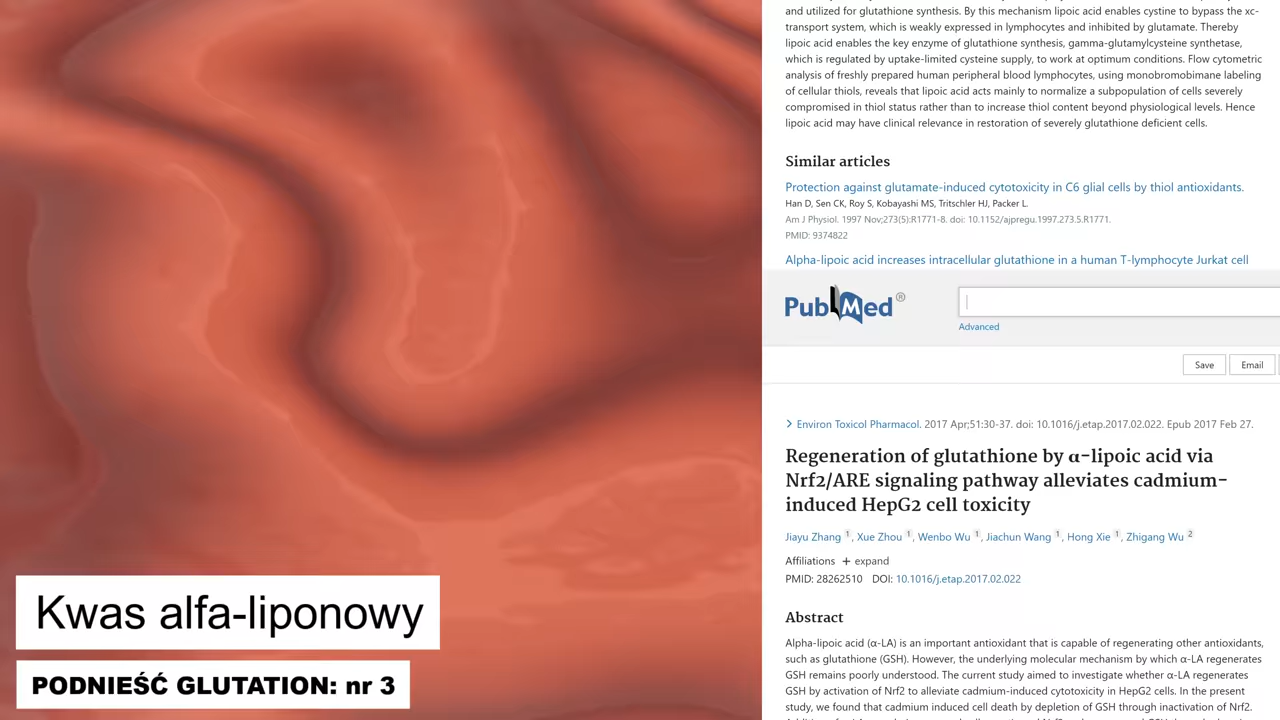 and utilized for glutathione synthesis. By this mechanism lipoic acid enables cystine to bypass the xc-
transport system, which is weakly expressed in lymphocytes and inhibited by glutamate. Thereby
lipoic acid enables the key enzyme of glutathione synthesis, gamma-glutamylcysteine synthetase,
which is regulated by uptake-limited cysteine supply, to work at optimum conditions. Flow cytometric
analysis of freshly prepared human peripheral blood lymphocytes, using monobromobimane labeling
of cellular thiols, reveals that lipoic acid acts mainly to normalize a subpopulation of cells severely
compromised in thiol status rather than to increase thiol content beyond physiological levels. Hence
lipoic acid may have clinical relevance in restoration of severely glutathione deficient cells.
Similar articles
Protection against glutamate-induced cytotoxicity in C6 glial cells by thiol antioxidants.
Han D, Sen CK, Roy S, Kobayashi MS, Tritschler HJ, Packer L.
Am J Physiol. 1997 Nov;273(5):R1771-8. doi: 10.1152/ajpregu.1997.273.5.R1771.
PMID: 9374822
Alpha-lipoic acid increases intracellular glutathione in a human T-lymphocyte Jurkat cell
PubMed®
Advanced
Save Email
Environ Toxicol Pharmacol. 2017 Apr;51:30-37. doi: 10.1016/j.etap.2017.02.022. Epub 2017 Feb 27.
Regeneration of glutathione by α-lipoic acid via
Nrf2/ARE signaling pathway alleviates cadmium-
induced HepG2 cell toxicity
Jiayu Zhang 1, Xue Zhou 1, Wenbo Wu 1, Jiachun Wang 1, Hong Xie 1, Zhigang Wu 2
Affiliations + expand
PMID: 28262510 DOI: 10.1016/j.etap.2017.02.022
Abstract
Alpha-lipoic acid (α-LA) is an important antioxidant that is capable of regenerating other antioxidants,
such as glutathione (GSH). However, the underlying molecular mechanism by which α-LA regenerates
GSH remains poorly understood. The current study aimed to investigate whether α-LA regenerates
GSH by activation of Nrf2 to alleviate cadmium-induced cytotoxicity in HepG2 cells. In the present
study, we found that cadmium induced cell death by depletion of GSH through inactivation of Nrf2.
Kwas alfa-liponowy
PODNIEŚĆ GLUTATION: nr 3